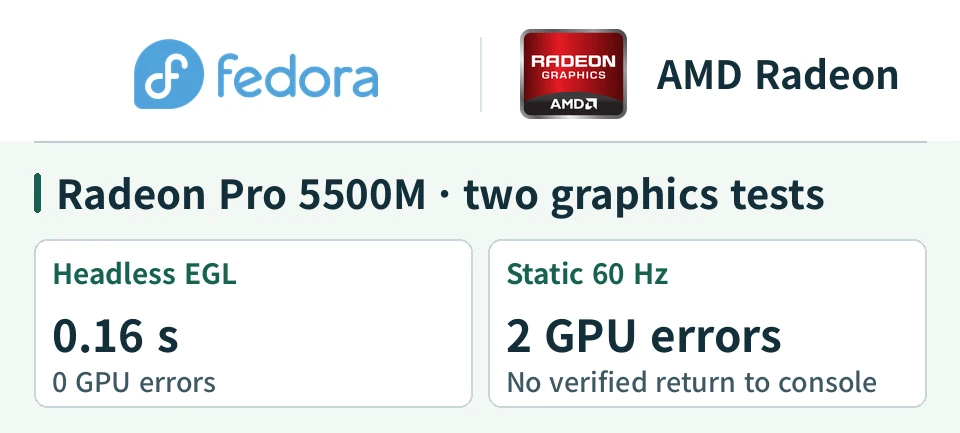 fedora
RADEON
GRAPHICS
AMD
AMD Radeon
Radeon Pro 5500M · two graphics tests
Headless EGL
0.16 s
0 GPU errors
Static 60 Hz
2 GPU errors
No verified return to console